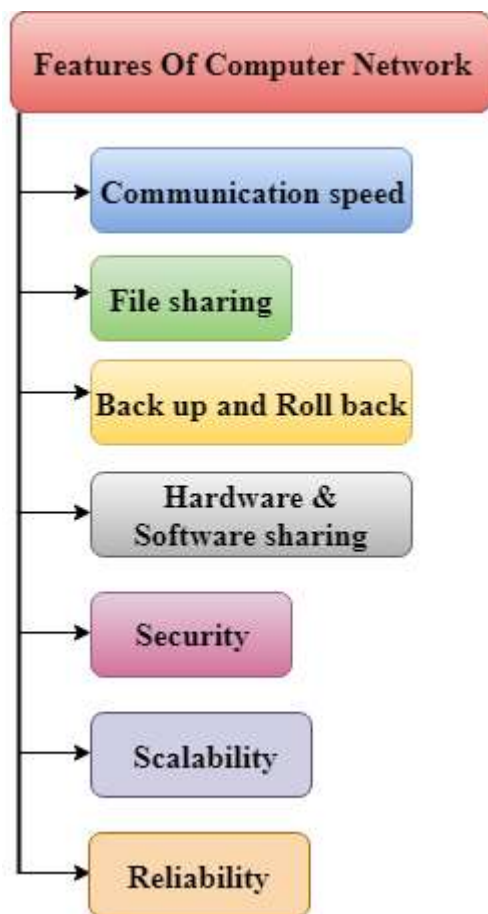 Features Of Computer Network
Communication speed
File sharing
Back up and Roll back
Hardware &
Software sharing
Security
Scalability
Reliability